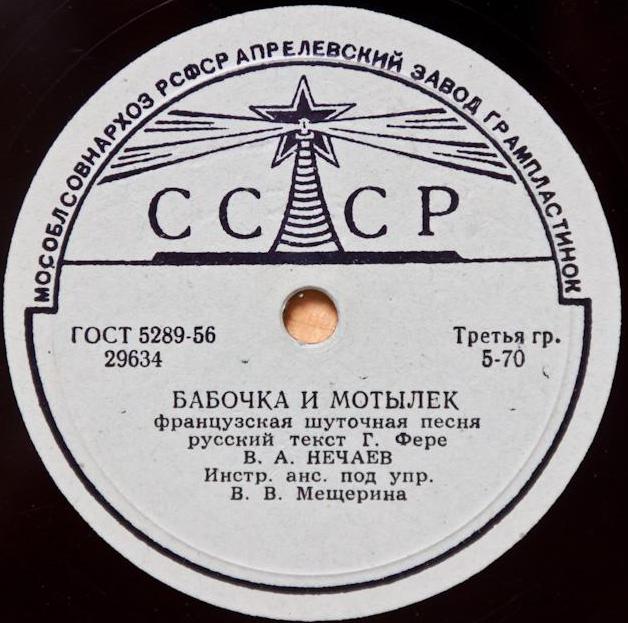 МОСОБЛСОВНАРХОЗ РСФСР АПРЕЛЕВСКИЙ ЗАВОД ГРАМПЛАСТИНОК
СССР
ГОСТ 5289-56
29634
Третья гр.
5-70
БАБОЧКА И МОТЫЛЕК
французская шуточная песня
русский текст Г. Фере
В. А. НЕЧАЕВ
Инстр. анс. под упр.
В. В. Мещерина